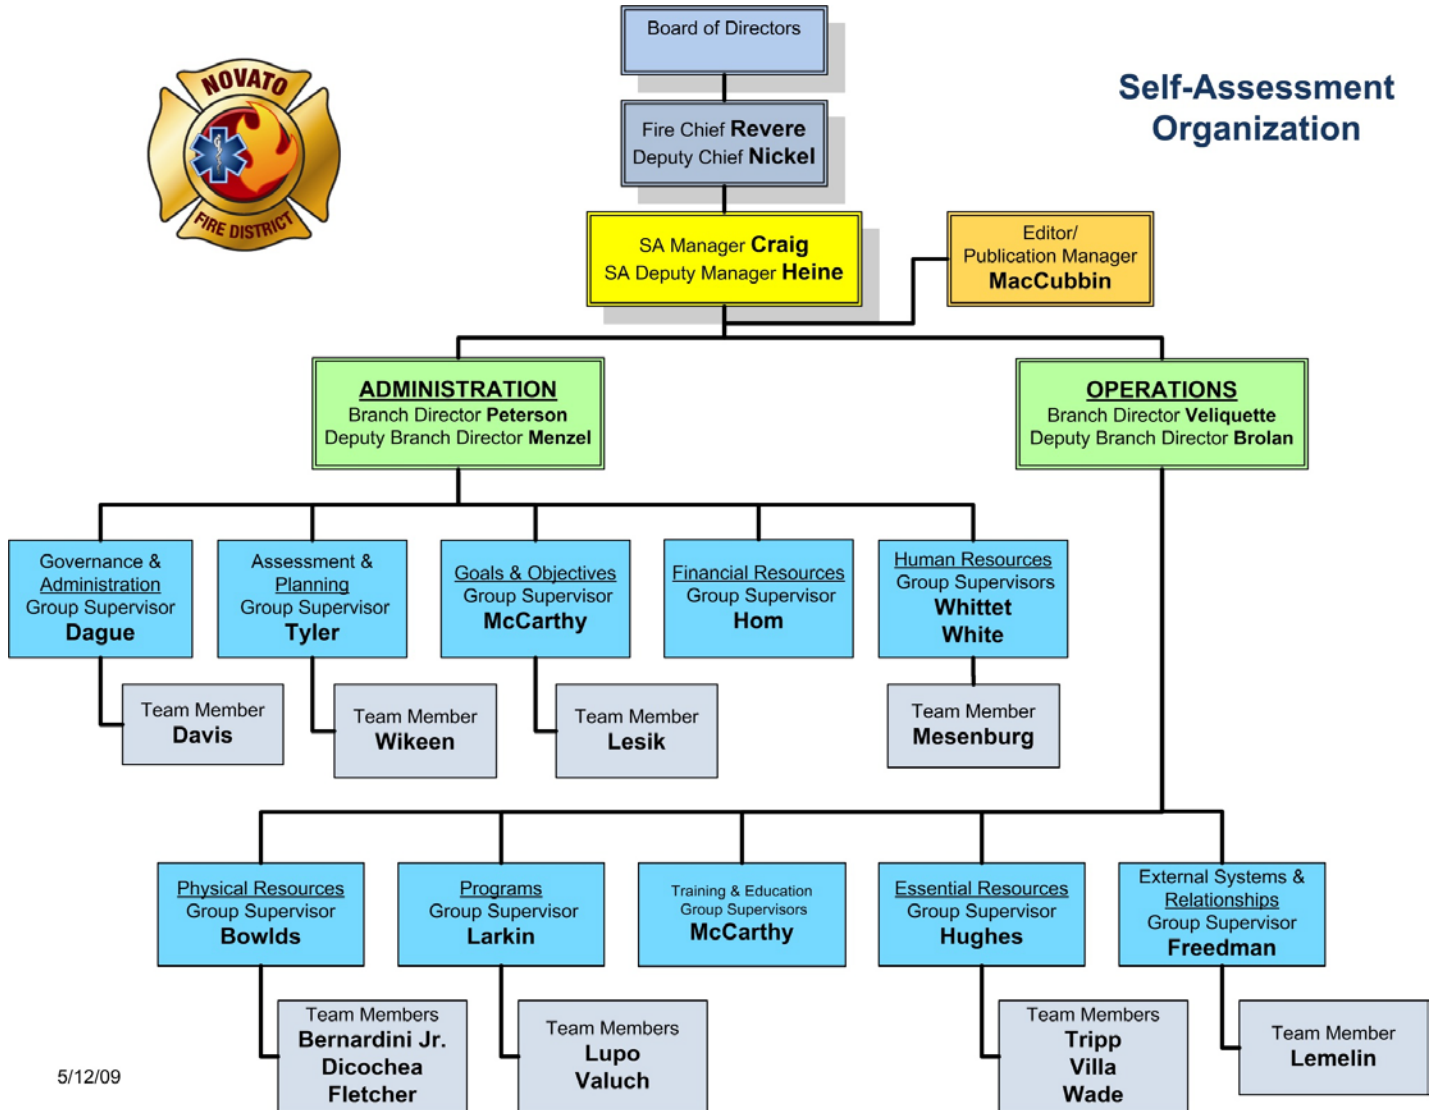 Board of Directors
NOVATO
FIRE DISTRICT
Self-Assessment
Organization
Fire Chief Revere
Deputy Chief Nickel
SA Manager Craig
SA Deputy Manager Heine
Editor/
Publication Manager
MacCubbin
ADMINISTRATION
Branch Director Peterson
Deputy Branch Director Menzel
OPERATIONS
Branch Director Veliquette
Deputy Branch Director Brolan
Governance &
Administration
Group Supervisor
Dague
Assessment &
Planning
Group Supervisor
Tyler
Goals & Objectives
Group Supervisor
McCarthy
Financial Resources
Group Supervisor
Hom
Human Resources
Group Supervisors
Whittet
White
Team Member
Davis
Team Member
Wikeen
Team Member
Lesik
Team Member
Mesenburg
Physical Resources
Group Supervisor
Bowlds
Programs
Group Supervisor
Larkin
Training & Education
Group Supervisors
McCarthy
Essential Resources
Group Supervisor
Hughes
External Systems &
Relationships
Group Supervisor
Freedman
Team Members
Bernardini Jr.
Dicochea
Fletcher
Team Members
Lupo
Valuch
Team Members
Tripp
Villa
Wade
Team Member
Lemelin
5/12/09